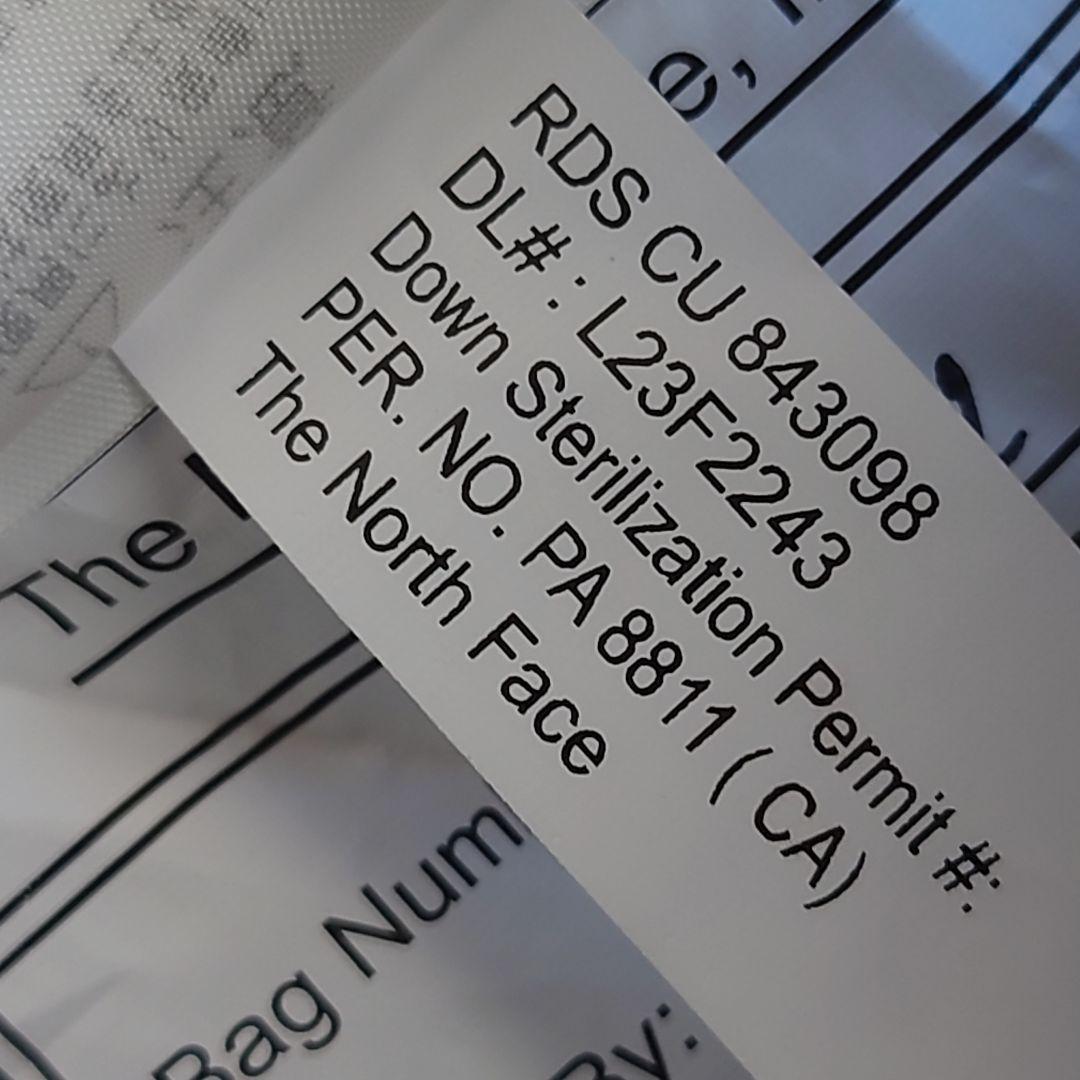 RDS CU 843098
DL# : L23F2243
Down Sterilization Permit #:
PER. NO. PA 8811 ( CA)
The North Face
e,
The
Bag Num
By: